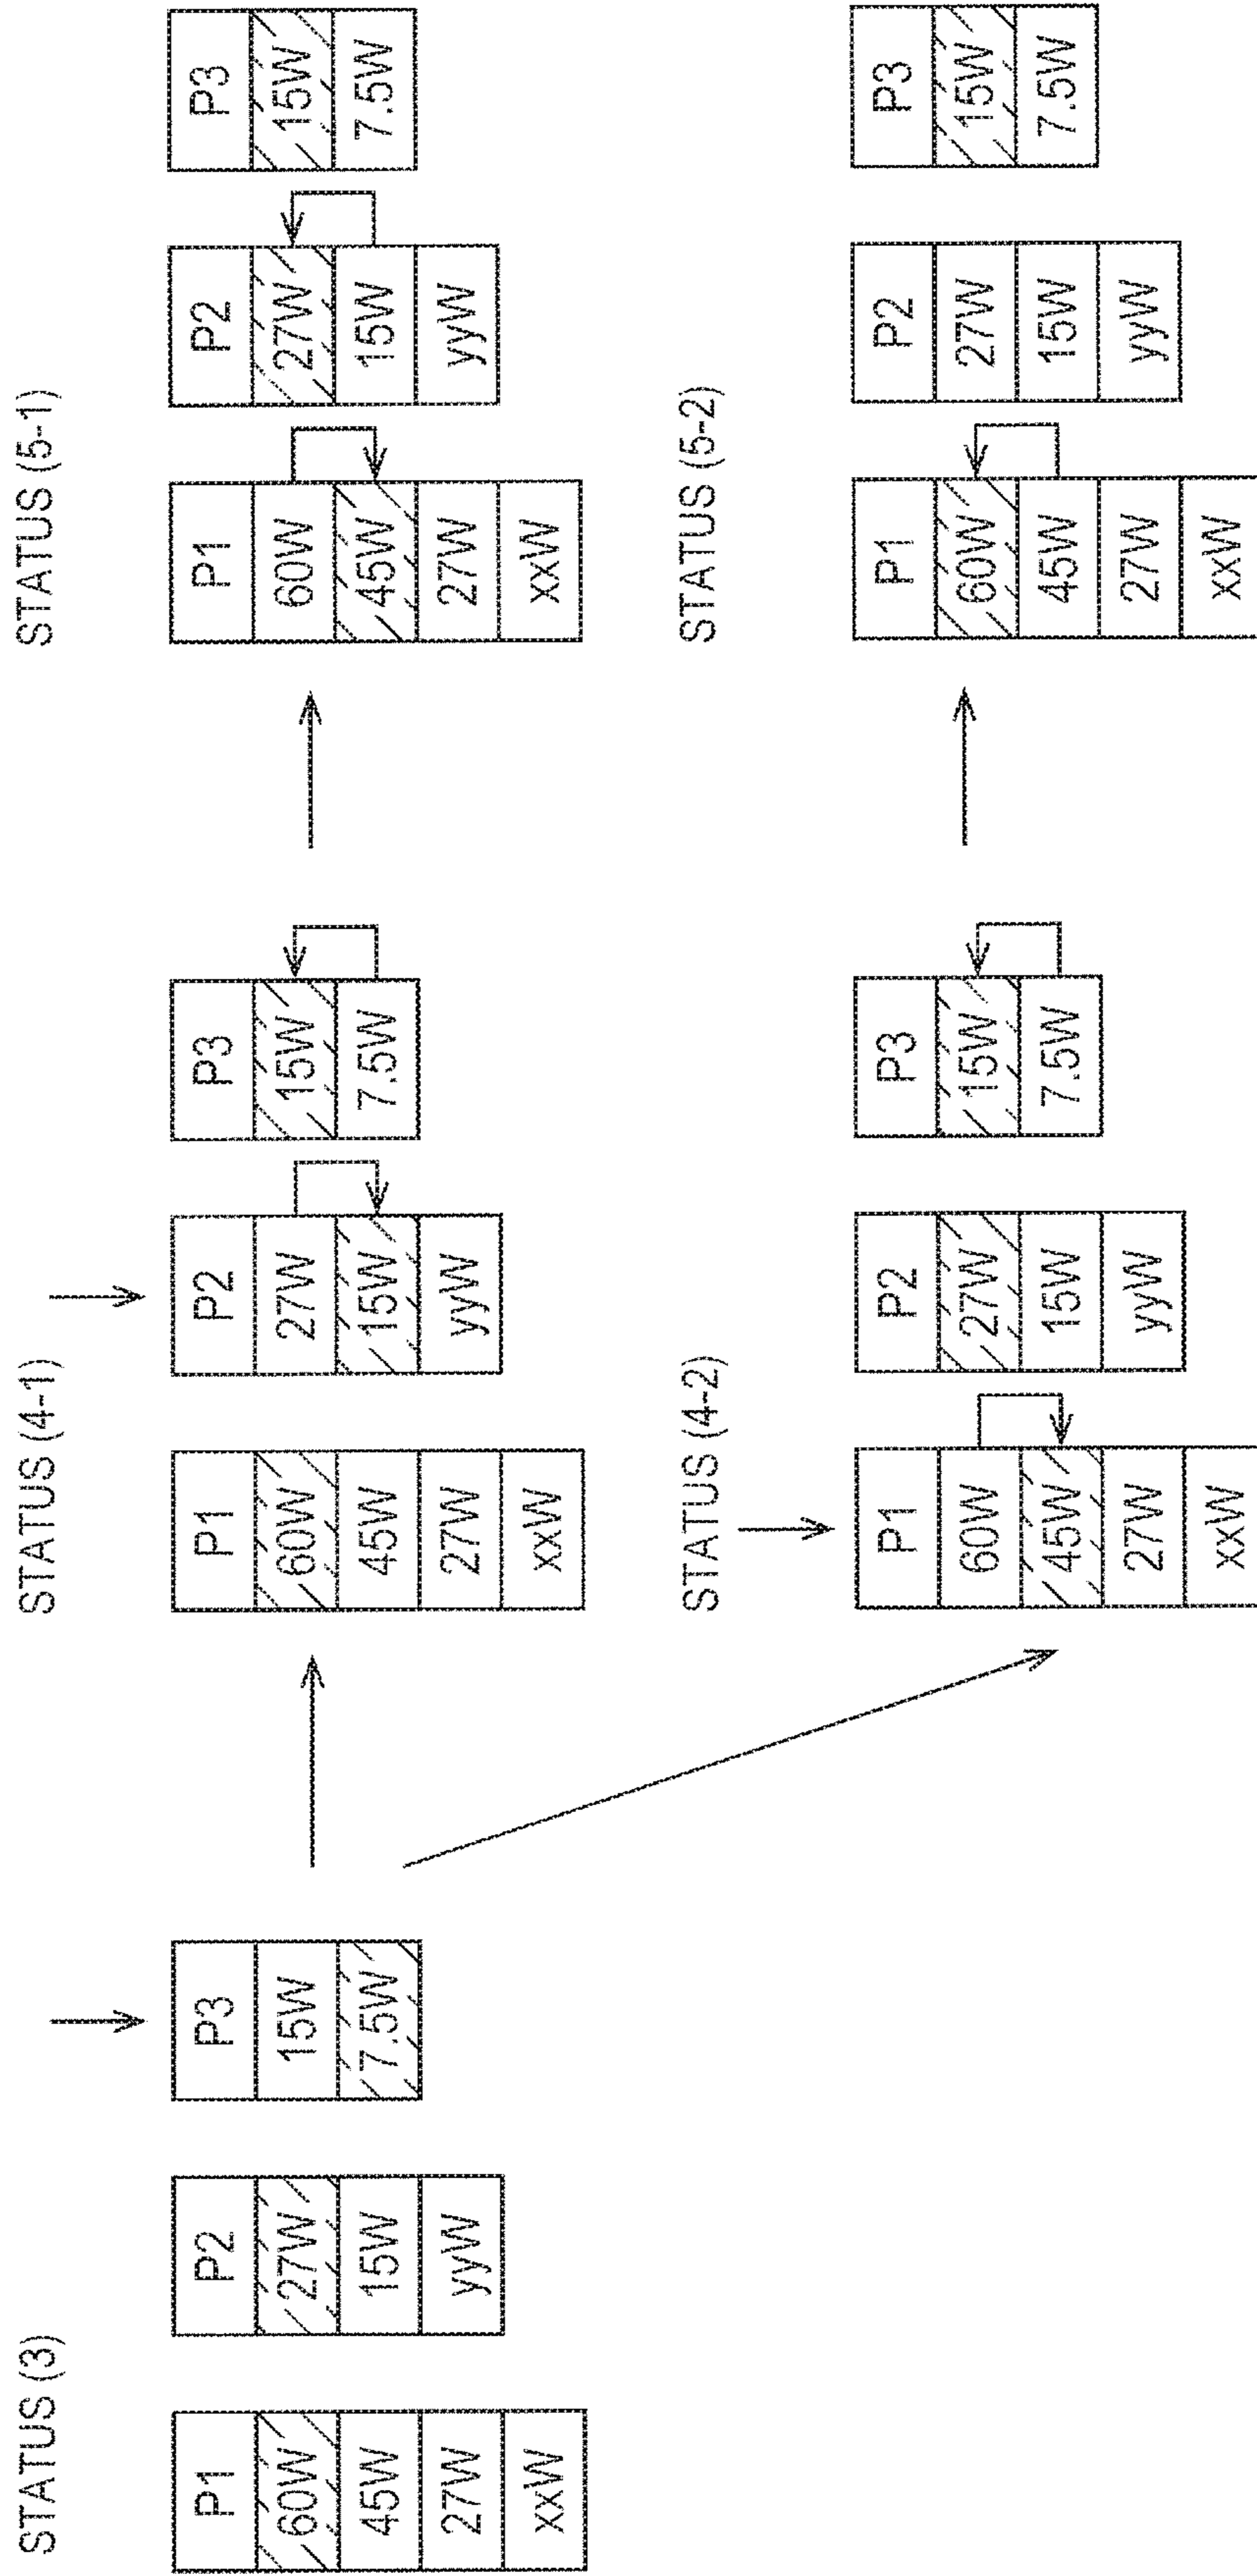 STATUS (3)
P1
60W
45W
27W
xxW
P2
27W
15W
yyW
P3
15W
7.5W
STATUS (4-1)
P1
60W
45W
27W
xxW
P2
27W
15W
yyW
P3
15W
7.5W
STATUS (5-1)
P1
60W
45W
27W
xxW
P2
27W
15W
yyW
P3
15W
7.5W
STATUS (4-2)
P1
60W
45W
27W
xxW
P2
27W
15W
yyW
P3
15W
7.5W
STATUS (5-2)
P1
60W
45W
27W
xxW
P2
27W
15W
yyW
P3
15W
7.5W